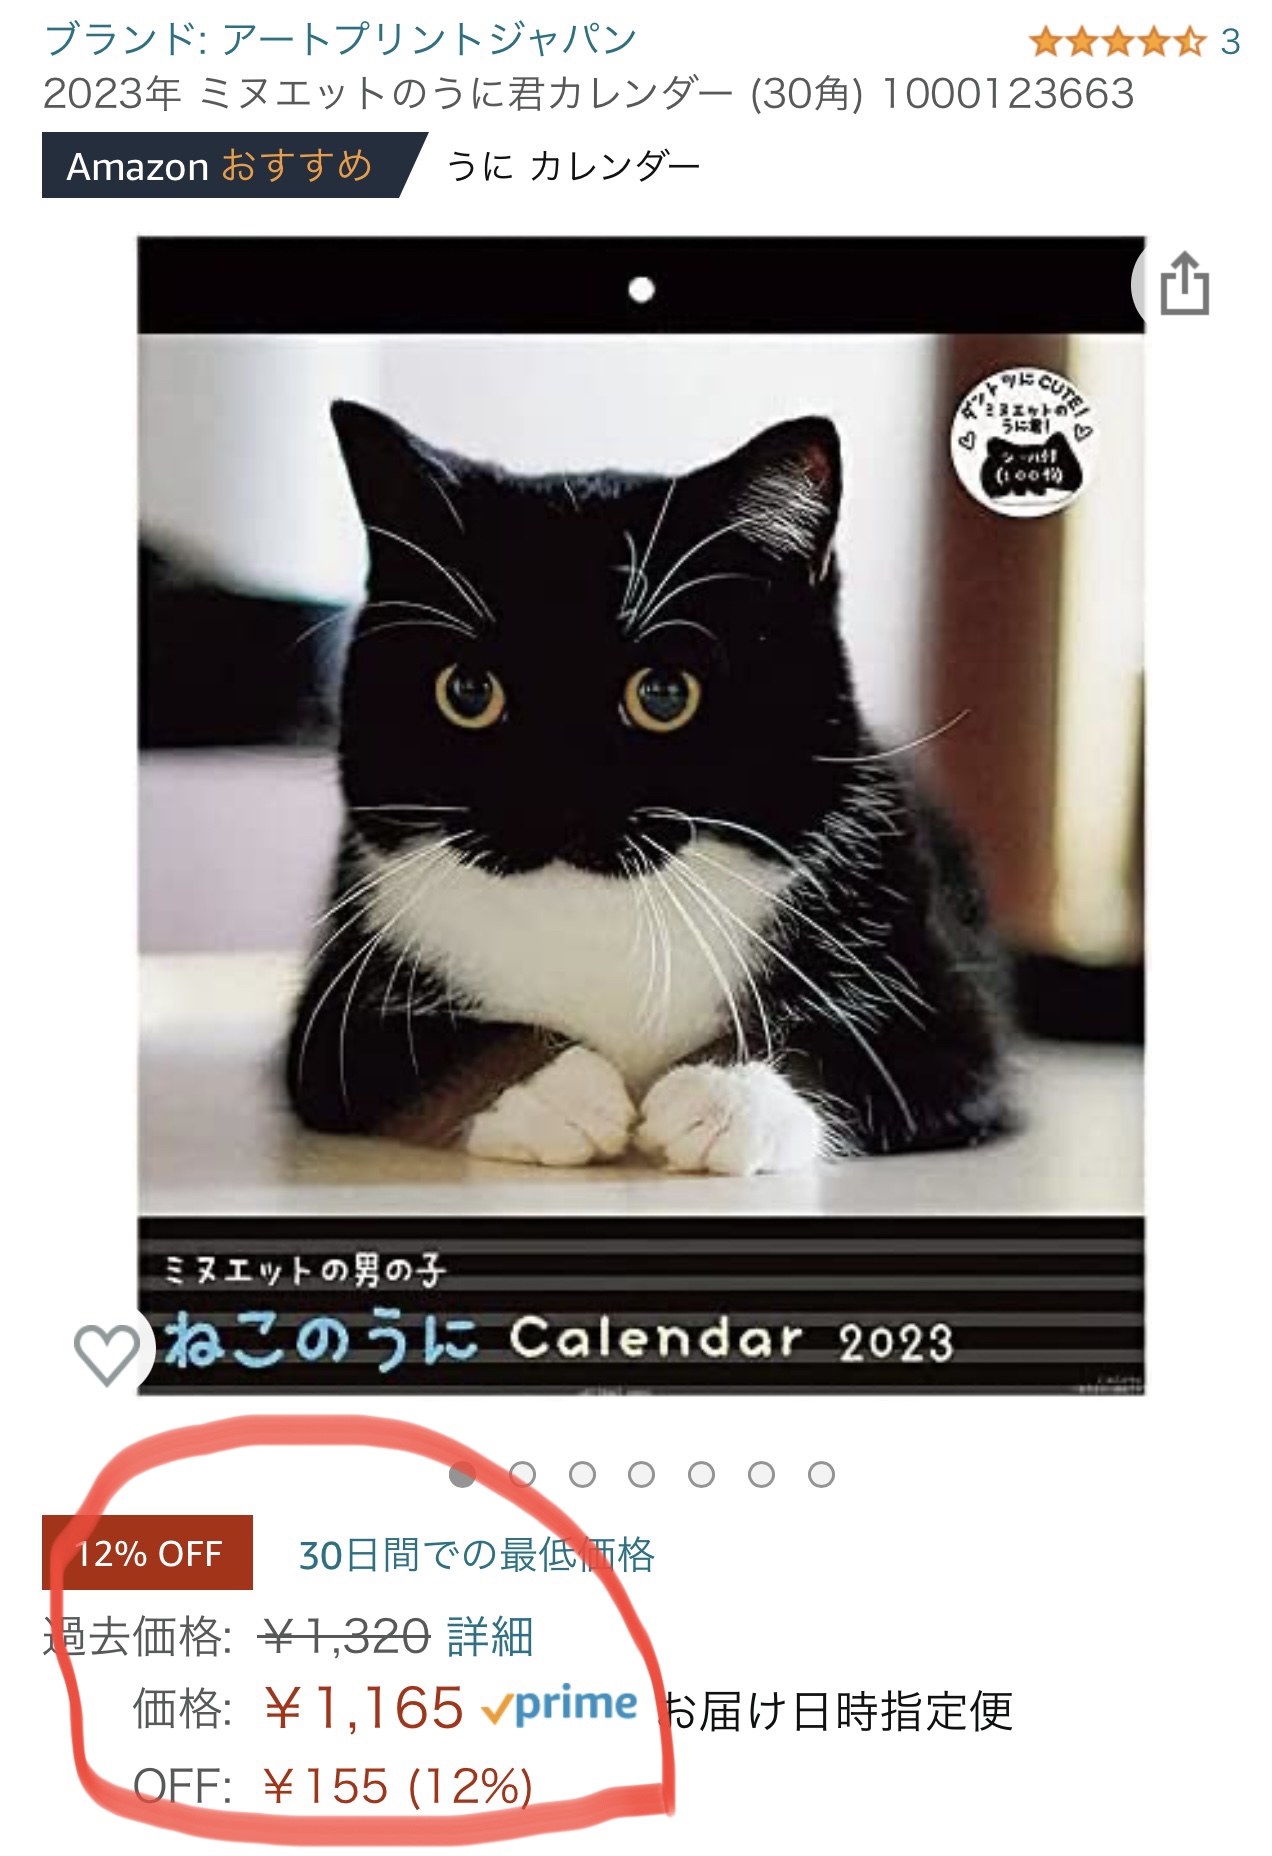 ブランド: アートプリントジャパン
3
2023年 ミヌエットのうに君カレンダー (30角) 1000123663
Amazon おすすめ
うに カレンダー
ダントツにCUTE!
ミヌエットの
うに君!
シール付
(100枚)
ミヌエットの男の子
ねこのうに Calendar 2023
12% OFF
30日間での最低価格
過去価格: ¥1,320 詳細
価格: ¥1,165 prime お届け日時指定便
OFF: ¥155 (12%)